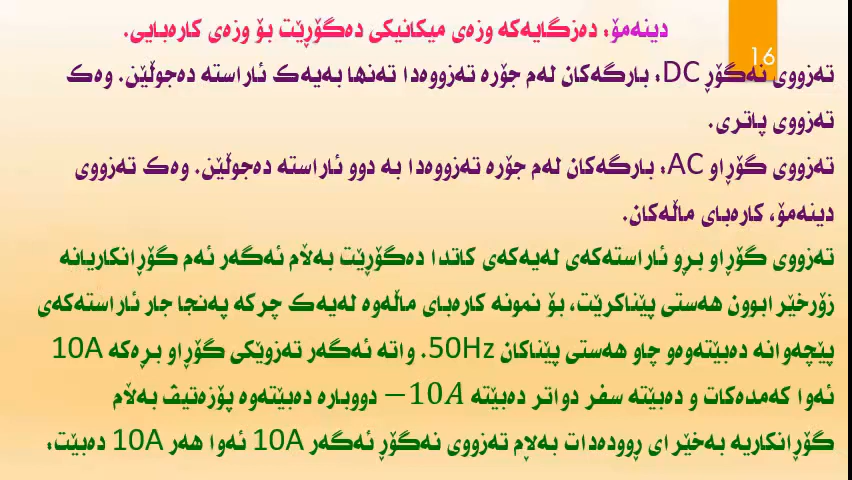 16
دینەمۆ: دەزگایەکە وزەی میکانیکی دەگۆڕێت بۆ وزەی کارەبایی.
تەزووی نەگۆڕ DC: بارگەکان لەم جۆرە تەزووەدا تەنها بەیەک ئاراستە دەجوڵێن. وەک
تەزووی پاتری.
تەزووی گۆڕاو AC: بارگەکان لەم جۆرە تەزووەدا بە دوو ئاراستە دەجوڵێن. وەک تەزووی
دینەمۆ، کارەبای ماڵەکان.
تەزووی گۆڕاو بڕو ئاراستەکەی لەیەکەی کاتدا دەگۆڕێت بەڵام ئەگەر ئەم گۆڕانکاریانە
زۆرخێرابوون هەستی پێناکرێت، بۆ نمونە کارەبای ماڵەوە لەیەک چرکە پەنجا جار ئاراستەکەی
پێچەوانە دەبێتەوەو چاو هەستی پێناکان 50Hz. واتە ئەگەر تەزوێکی گۆڕاو بڕەکە 10A
ئەوا کەمدەکات و دەبێتە سفر دواتر دەبێتە −10A دووبارە دەبێتەوە پۆزەتیڤ بەڵام
گۆڕانکاریە بەخێرای ڕوودەدات بەڵام تەزووی نەگۆڕ ئەگەر 10A ئەوا هەر 10A دەبێت،